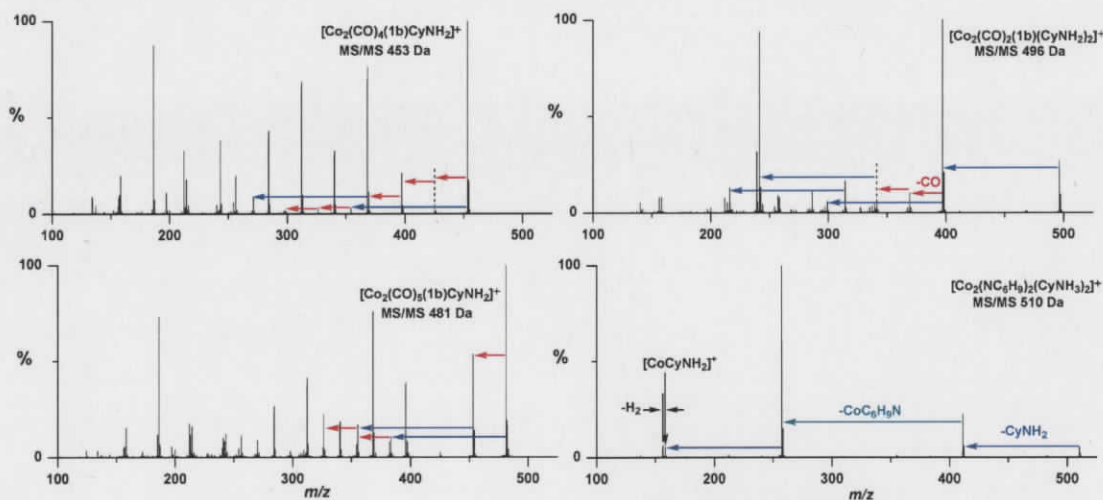 100
[Co₂(CO)₄(1b)CyNH₂]⁺
MS/MS 453 Da
%
0
100 200 300 400 500
100
[Co₂(CO)₂(1b)(CyNH₂)₂]⁺
MS/MS 496 Da
%
-CO
0
100 200 300 400 500
100
[Co₂(CO)₅(1b)CyNH₂]⁺
MS/MS 481 Da
%
0
100 200 300 400 500
m/z
100
[Co₂(NC₆H₉)₂(CyNH₃)₂]⁺
MS/MS 510 Da
%
[CoCyNH₂]⁺
-H₂
-CoC₆H₉N
-CyNH₂
0
100 200 300 400 500
m/z